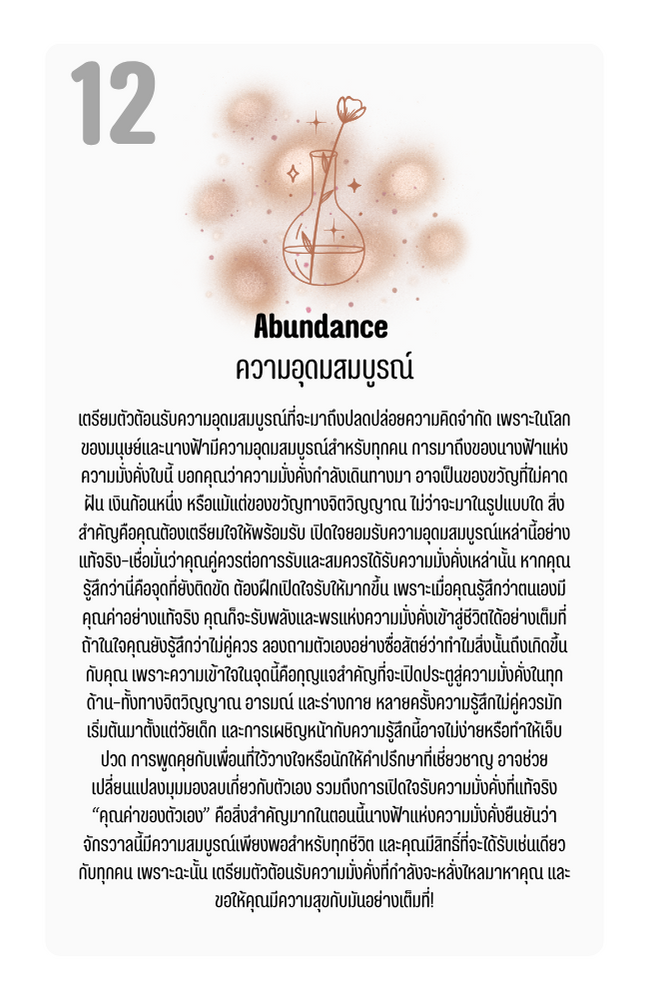 12
Abundance
ความอุดมสมบูรณ์
เตรียมตัวต้อนรับความอุดมสมบูรณ์ที่จะมาถึงปลดปล่อยความคิดจำกัด เพราะในโลก
ของมนุษย์และนางฟ้ามีความอุดมสมบูรณ์สำหรับทุกคน การมาถึงของนางฟ้าแห่ง
ความมั่งคั่งใบนี้ บอกคุณว่าความมั่งคั่งกำลังเดินทางมา อาจเป็นของขวัญที่ไม่คาด
ฝัน เงินก้อนหนึ่ง หรือแม้แต่ของขวัญทางจิตวิญญาณ ไม่ว่าจะมาในรูปแบบใด สิ่ง
สำคัญคือคุณต้องเตรียมใจให้พร้อมรับ เปิดใจยอมรับความอุดมสมบูรณ์เหล่านี้อย่าง
แท้จริง-เชื่อมั่นว่าคุณคู่ควรต่อการรับและสมควรได้รับความมั่งคั่งเหล่านั้น หากคุณ
รู้สึกว่านี่คือจุดที่ยังติดขัด ต้องฝึกเปิดใจรับให้มากขึ้น เพราะเมื่อคุณรู้สึกว่าตนเองมี
คุณค่าอย่างแท้จริง คุณก็จะรับพลังและพรแห่งความมั่งคั่งเข้าสู่ชีวิตได้อย่างเต็มที่
ถ้าในใจคุณยังรู้สึกว่าไม่คู่ควร ลองถามตัวเองอย่างซื่อสัตย์ว่าทำไมสิ่งนั้นถึงเกิดขึ้น
กับคุณ เพราะความเข้าใจในจุดนี้คือกุญแจสำคัญที่จะเปิดประตูสู่ความมั่งคั่งในทุก
ด้าน-ทั้งทางจิตวิญญาณ อารมณ์ และร่างกาย หลายครั้งความรู้สึกไม่คู่ควรมัก
เริ่มต้นมาตั้งแต่วัยเด็ก และการเผชิญหน้ากับความรู้สึกนี้อาจไม่ง่ายหรือทำให้เจ็บ
ปวด การพูดคุยกับเพื่อนที่ไว้วางใจหรือนักให้คำปรึกษาที่เชี่ยวชาญ อาจช่วย
เปลี่ยนแปลงมุมมองลบเกี่ยวกับตัวเอง รวมถึงการเปิดใจรับความมั่งคั่งที่แท้จริง
“คุณค่าของตัวเอง” คือสิ่งสำคัญมากในตอนนี้นางฟ้าแห่งความมั่งคั่งยืนยันว่า
จักรวาลนี้มีความสมบูรณ์เพียงพอสำหรับทุกชีวิต และคุณมีสิทธิ์ที่จะได้รับเช่นเดียว
กับทุกคน เพราะฉะนั้น เตรียมตัวต้อนรับความมั่งคั่งที่กำลังจะหลั่งไหลมาหาคุณ และ
ขอให้คุณมีความสุขกับมันอย่างเต็มที่!